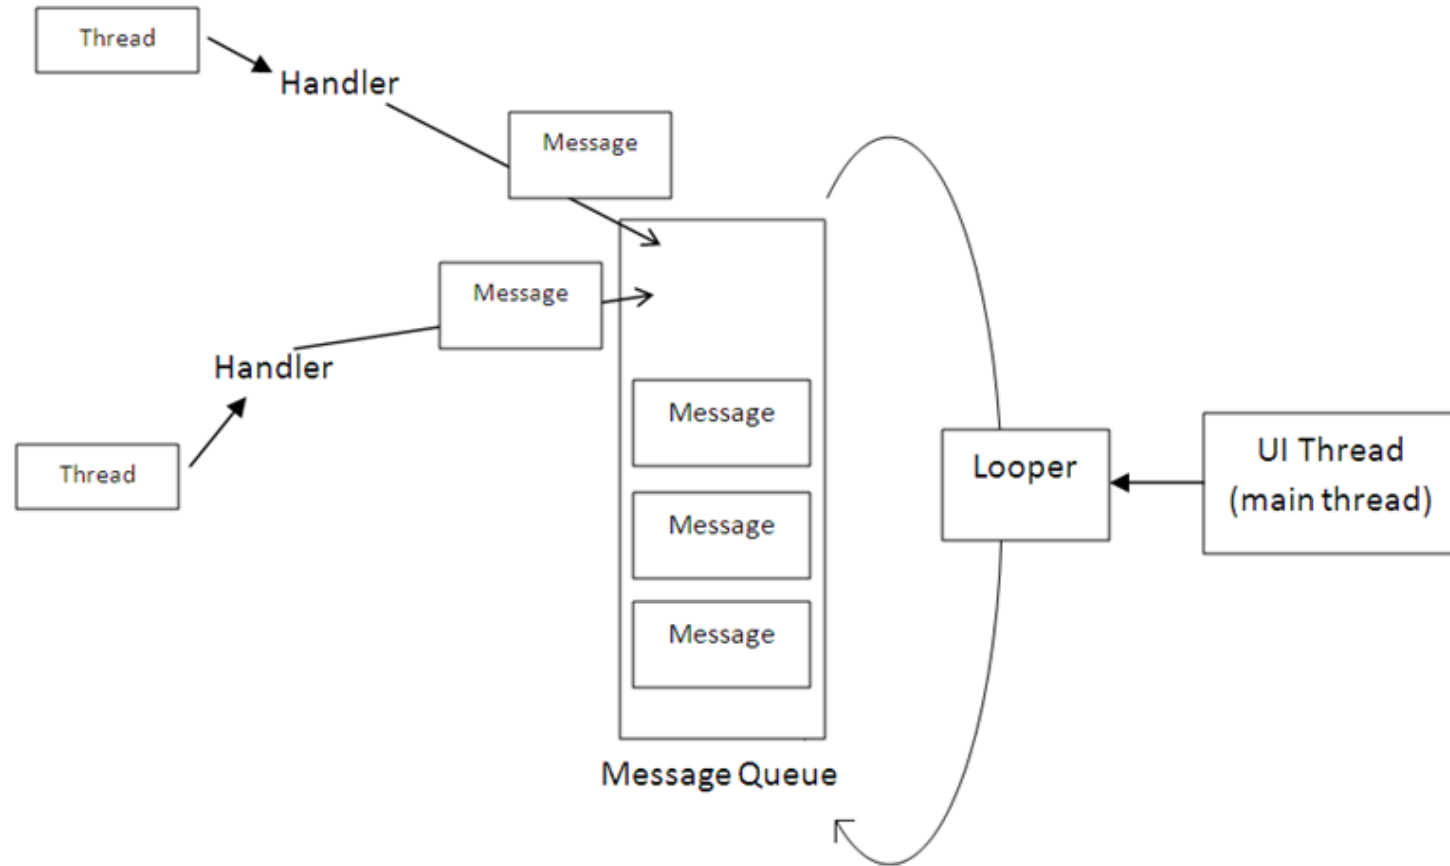 Thread
Handler
Message
Message
Handler
Message
Thread
Looper
UI Thread
(main thread)
Message
Message
Message Queue